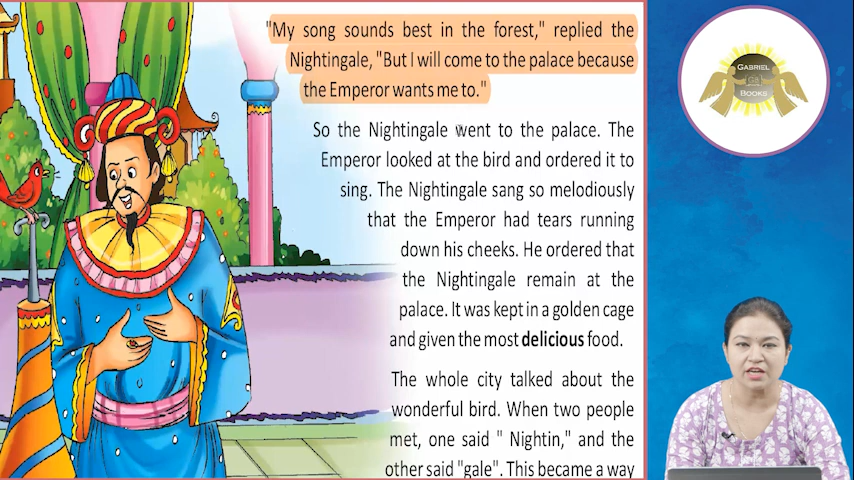 "My song sounds best in the forest," replied the
Nightingale, "But I will come to the palace because
the Emperor wants me to."
So the Nightingale went to the palace. The
Emperor looked at the bird and ordered it to
sing. The Nightingale sang so melodiously
that the Emperor had tears running
down his cheeks. He ordered that
the Nightingale remain at the
palace. It was kept in a golden cage
and given the most delicious food.
The whole city talked about the
wonderful bird. When two people
met, one said " Nightin," and the
other said "gale". This became a way
GABRIEL
BOOKS